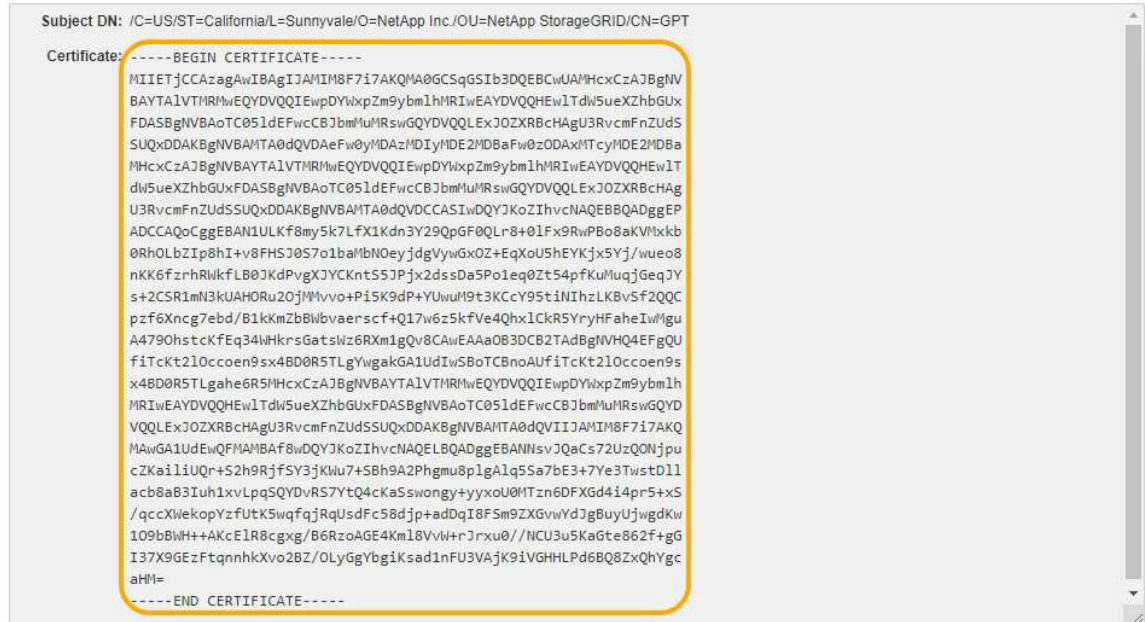 Subject DN: /C=US/ST=California/L=Sunnyvale/O=NetApp Inc./OU=NetApp StorageGRID/CN=GPT
Certificate: -----BEGIN CERTIFICATE-----
MIIETjCCAzagAwIBAgIJAMIM8F7i7AKQMA0GCSqGSIb3DQEBCwUAMHcxCzAJBgNV
BAYTAlVTMRMwEQYDVQQIEwpDYWxpZm9ybmlhMRIwEAYDVQQHEwlTdW5ueXZhbGUx
FDASBgNVBAoTC05ldEFwcCBJbmMuMRswGQYDVQQLExJOZXRBcHAgU3RvcmFnZUdS
SUQxDDAKBgNVBAMTA0dQVDAeFw0yMDAzMDIyMDE2MDBaFw0zODAxMTcyMDE2MDBa
MHcxCzAJBgNVBAYTAlVTMRMwEQYDVQQIEwpDYWxpZm9ybmlhMRIwEAYDVQQHEwlT
dW5ueXZhbGUxFDASBgNVBAoTC05ldEFwcCBJbmMuMRswGQYDVQQLExJOZXRBcHAg
U3RvcmFnZUdSSUQxDDAKBgNVBAMTA0dQVDCCASIwDQYJKoZIhvcNAQEBBQADggEP
ADCCAQoCggEBAN1ULKf8my5k7LfX1Kdn3Y29QpGF0QLr8+0lFx9RwPBo8aKVMxkb
0RhOLbZIp8hI+v8FHSJ0S7o1baMbNOeyjdgVywGxOZ+EqXoU5hEYKjx5Yj/wueo8
nKK6fzrhRWkfLB0JKdPvgXJYCKntS5JPjx2dssDa5Po1eq0Zt54pfKuMuqjGeqJY
s+2CSR1mN3kUAHORu2OjMMvvo+Pi5K9dP+YUwuM9t3KCcY95tiNIhzLKBvSf2QQC
pzf6Xncg7ebd/B1kKmZbBWbvaerscf+Q17w6z5kfVe4QhxlCkR5YryHFaheIwMgu
A479OhstcKfEq34WHkrsGatsWz6RXm1gQv8CAwEAAaOB3DCB2TAdBgNVHQ4EFgQU
fiTcKt2lOccoen9sx4BD0R5TLgYwgakGA1UdIwSBoTCBnoAUfiTcKt2lOccoen9s
x4BD0R5TLgahe6R5MHcxCzAJBgNVBAYTAlVTMRMwEQYDVQQIEwpDYWxpZm9ybmlh
MRIwEAYDVQQHEwlTdW5ueXZhbGUxFDASBgNVBAoTC05ldEFwcCBJbmMuMRswGQYD
VQQLExJOZXRBcHAgU3RvcmFnZUdSSUQxDDAKBgNVBAMTA0dQVIIJAMIM8F7i7AKQ
MAwGA1UdEwQFMAMBAf8wDQYJKoZIhvcNAQELBQADggEBANNsvJQaCs72UzQONjpu
cZKailiUQr+S2h9RjfSY3jKWu7+SBh9A2Phgmu8plgAlq5Sa7bE3+7Ye3TwstDll
acb8aB3Iuh1xvLpqSQYDvRS7YtQ4cKaSswongy+yyxoU0MTzn6DFXGd4i4pr5+xS
/qccXWekopYzfUtK5wqfqjRqUsdFc58djp+adDqI8FSm9ZXGvwYdJgBuyUjwgdKw
1O9bBWH++AKcElR8cgxg/B6RzoAGE4Kml8VvW+rJrxu0//NCU3u5KaGte862f+gG
I37X9GEzFtqnnhkXvo2BZ/OLyGgYbgiKsad1nFU3VAjK9iVGHHLPd6BQ8ZxQhYgc
aHM=
-----END CERTIFICATE-----